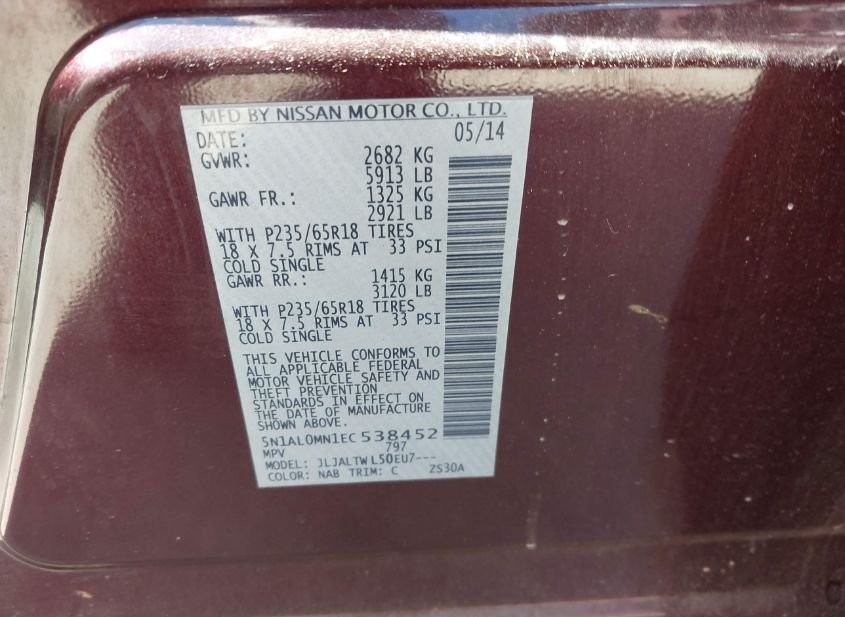 MFD BY NISSAN MOTOR CO., LTD.
DATE: 05/14
GVWR: 2682 KG
5913 LB
GAWR FR.: 1325 KG
2921 LB
WITH P235/65R18 TIRES
18 X 7.5 RIMS AT 33 PSI
COLD SINGLE
GAWR RR.: 1415 KG
3120 LB
WITH P235/65R18 TIRES
18 X 7.5 RIMS AT 33 PSI
COLD SINGLE
THIS VEHICLE CONFORMS TO
ALL APPLICABLE FEDERAL
MOTOR VEHICLE SAFETY AND
THEFT PREVENTION
STANDARDS IN EFFECT ON
THE DATE OF MANUFACTURE
SHOWN ABOVE.
5N1AL0MN1EC538452
MPV 797
MODEL: JLJALTWL50EU7---
COLOR: NAB TRIM: C ZS30A